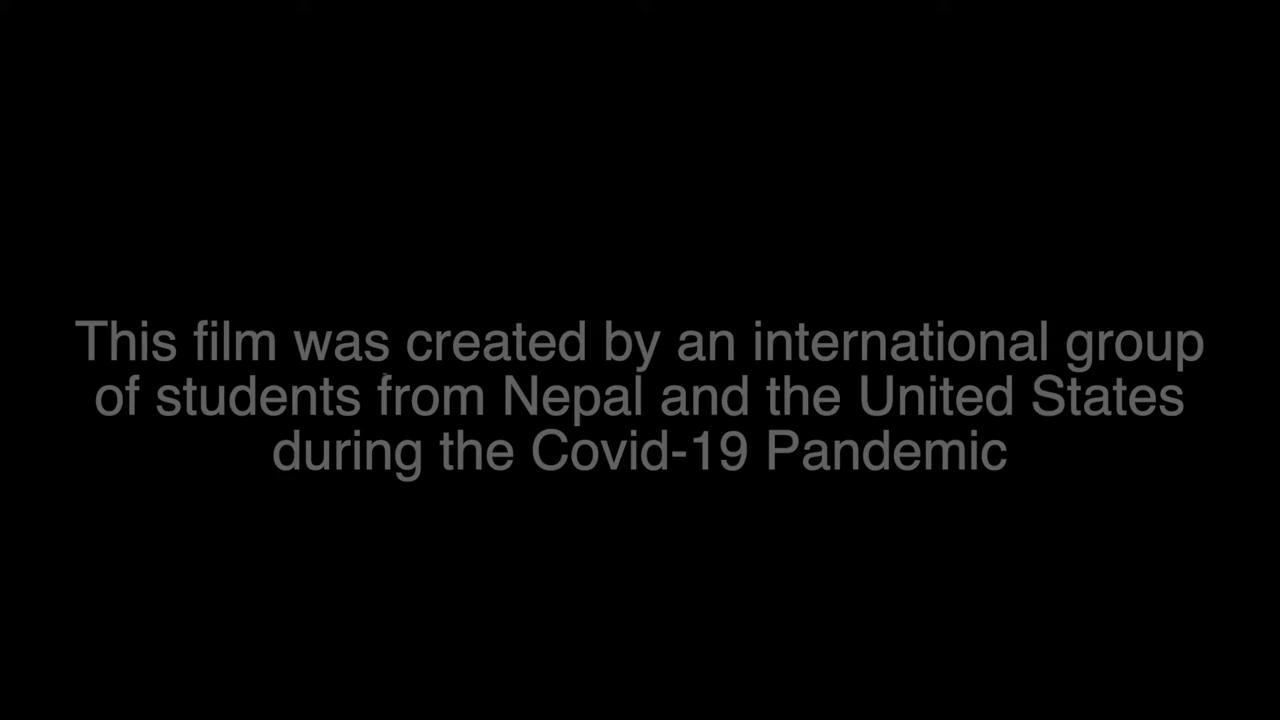 This film was created by an international group
of students from Nepal and the United States
during the Covid-19 Pandemic